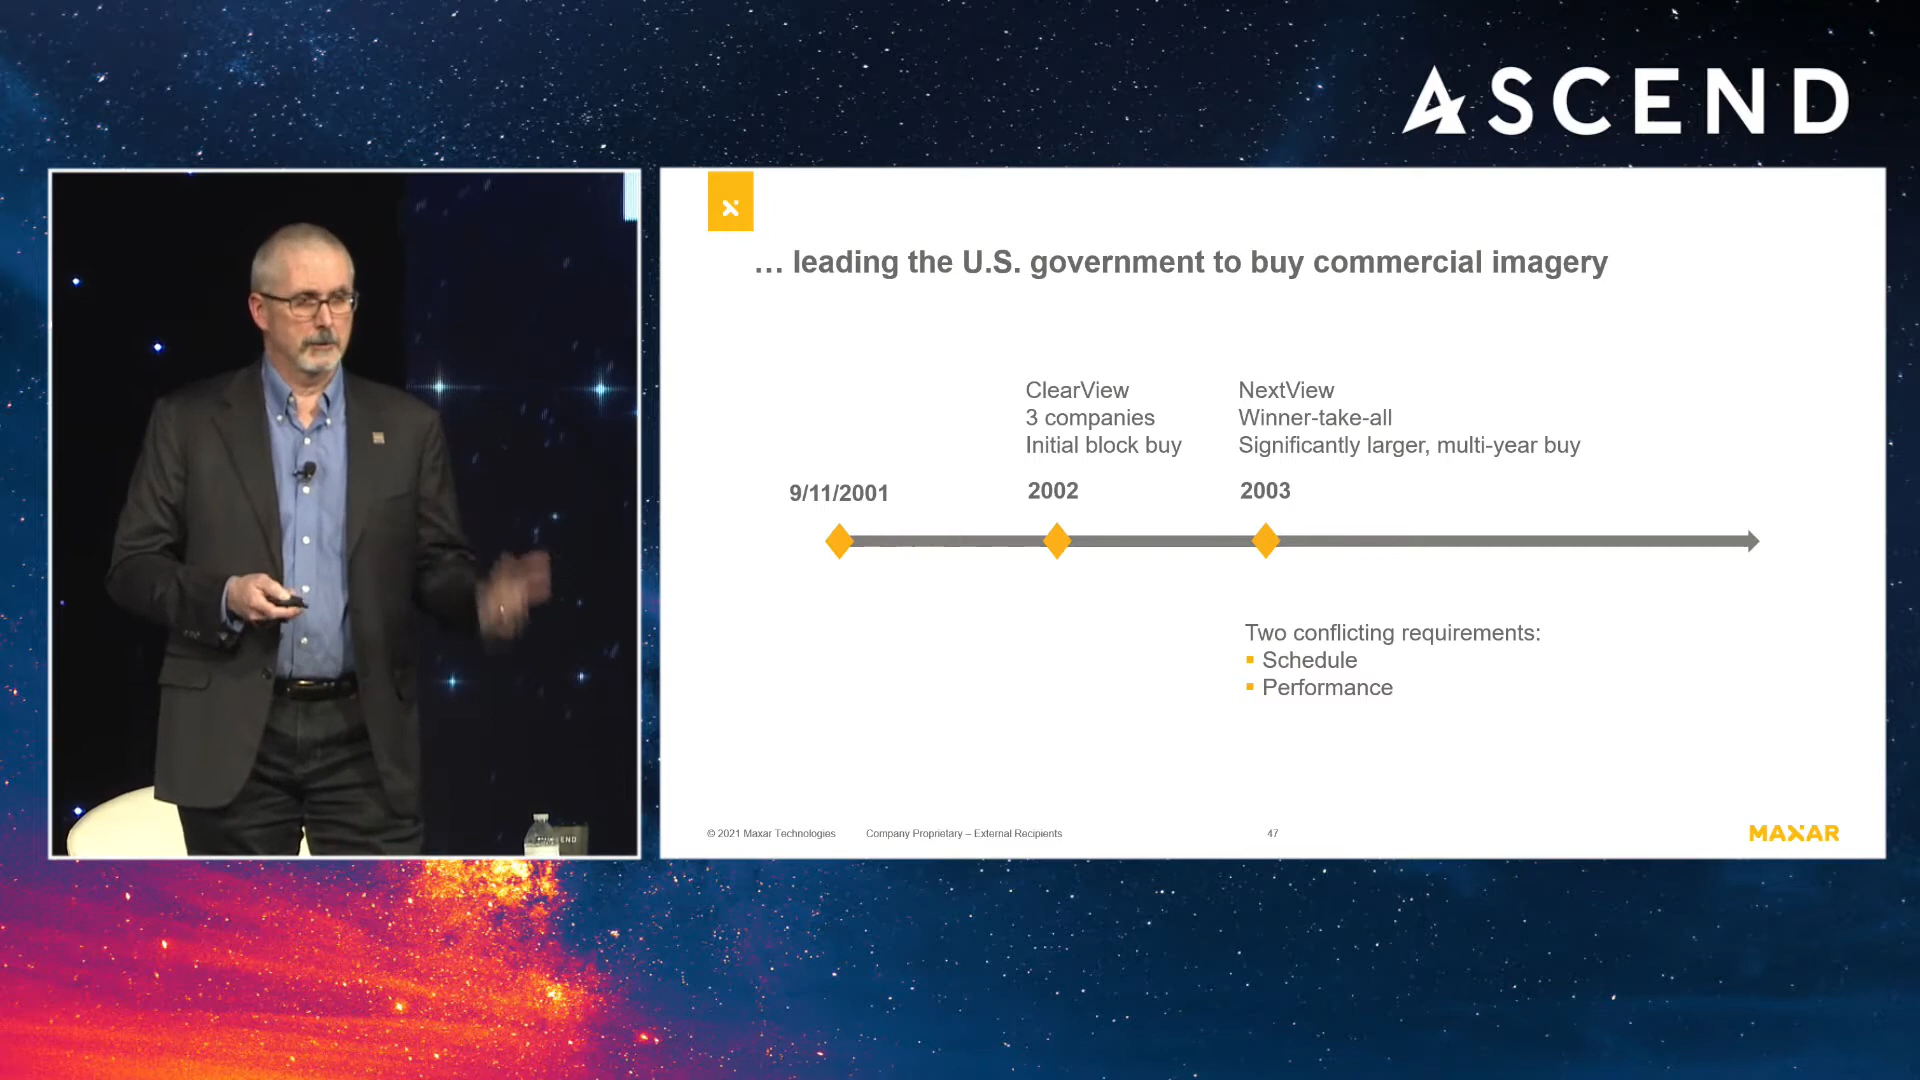 ASCEND
… leading the U.S. government to buy commercial imagery
ClearView
3 companies
Initial block buy
NextView
Winner-take-all
Significantly larger, multi-year buy
9/11/2001
2002
2003
Two conflicting requirements:
▪ Schedule
▪ Performance
© 2021 Maxar Technologies
Company Proprietary – External Recipients
47
MAXAR
END